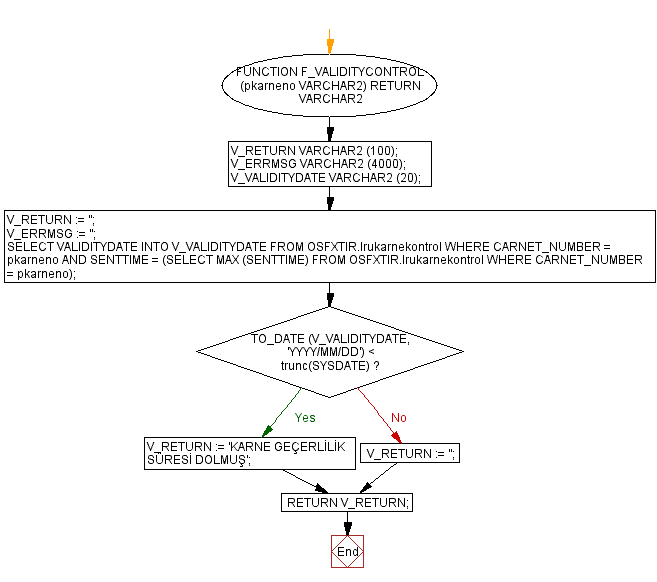 FUNCTION F_VALIDITYCONTROL
(pkarneno VARCHAR2) RETURN
VARCHAR2
V_RETURN VARCHAR2 (100);
V_ERRMSG VARCHAR2 (4000);
V_VALIDITYDATE VARCHAR2 (20);
V_RETURN := '';
V_ERRMSG := '';
SELECT VALIDITYDATE INTO V_VALIDITYDATE FROM OSFXTIR.Irukarnekontrol WHERE CARNET_NUMBER =
pkarneno AND SENTTIME = (SELECT MAX (SENTTIME) FROM OSFXTIR.Irukarnekontrol WHERE CARNET_NUMBER
= pkarneno);
TO_DATE (V_VALIDITYDATE,
'YYYY/MM/DD') <
trunc(SYSDATE) ?
Yes
No
V_RETURN := 'KARNE GEÇERLİLİK
SÜRESİ DOLMUŞ';
V_RETURN := '';
RETURN V_RETURN;
End